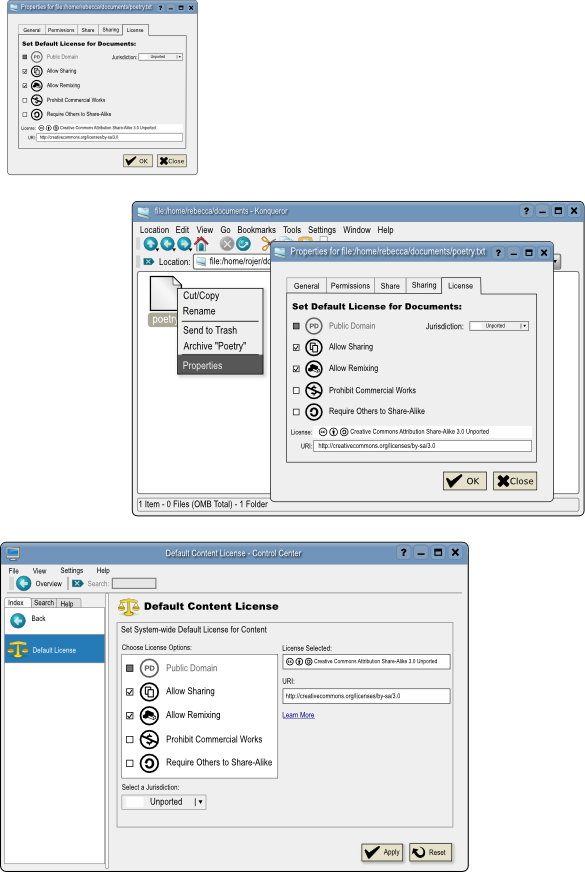 Properties for file:/home/rebecca/documents/poetry.txt
General Permissions Share Sharing License
Set Default License for Documents:
PD Public Domain Jurisdiction: Unported
Allow Sharing
Allow Remixing
Prohibit Commercial Works
Require Others to Share-Alike
License: Creative Commons Attribution Share-Alike 3.0 Unported
URI: http://creativecommons.org/licenses/by-sa/3.0
OK Close
file:/home/rebecca/documents - Konqueror
Location Edit View Go Bookmarks Tools Settings Window Help
Location: file:/home/rojer/do
poetry
Cut/Copy
Rename
Send to Trash
Archive "Poetry"
Properties
Properties for file:/home/rebecca/documents/poetry.txt
General Permissions Share Sharing License
Set Default License for Documents:
PD Public Domain Jurisdiction: Unported
Allow Sharing
Allow Remixing
Prohibit Commercial Works
Require Others to Share-Alike
License: Creative Commons Attribution Share-Alike 3.0 Unported
URI: http://creativecommons.org/licenses/by-sa/3.0
OK Close
1 Item - 0 Files (OMB Total) - 1 Folder
Default Content License - Control Center
File View Settings Help
Overview Search:
Index Search Help
Back
Default License
Default Content License
Set System-wide Default License for Content
Choose License Options:
PD Public Domain
Allow Sharing
Allow Remixing
Prohibit Commercial Works
Require Others to Share-Alike
Select a Jurisdiction:
Unported
License Selected:
Creative Commons Attribution Share-Alike 3.0 Unported
URI:
http://creativecommons.org/licenses/by-sa/3.0
Learn More
Apply Reset